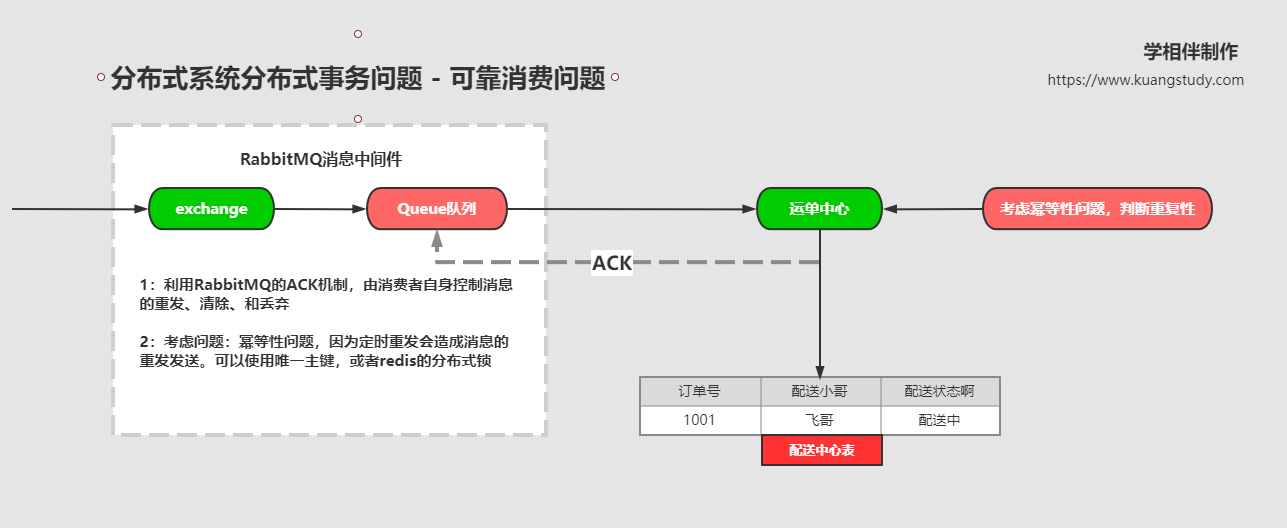 学相伴制作
分布式系统分布式事务问题 - 可靠消费问题
https://www.kuangstudy.com
RabbitMQ消息中间件
exchange
Queue队列
运单中心
考虑幂等性问题，判断重复性
ACK
1：利用RabbitMQ的ACK机制，由消费者自身控制消息
的重发、清除、和丢弃
2：考虑问题：幂等性问题，因为定时重发会造成消息的
重发发送。可以使用唯一主键，或者redis的分布式锁
订单号 配送小哥 配送状态啊
1001 飞哥 配送中
配送中心表